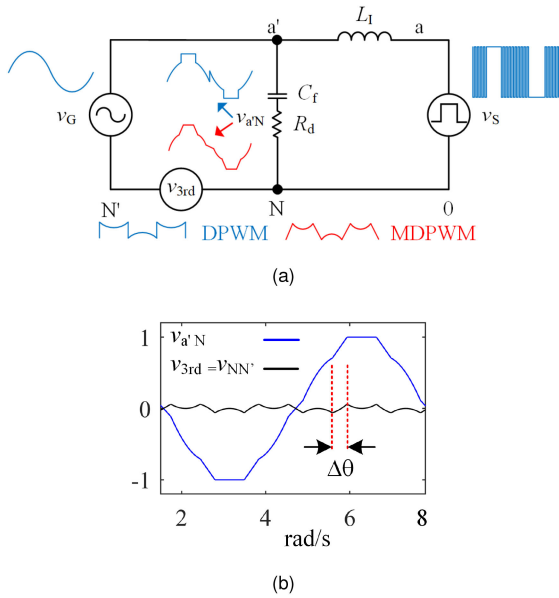 a' L_I a
C_f
v_G v_a'N R_d v_S
v_3rd
N' N 0
DPWM MDPWM
(a)
v_a'N
v_3rd =v_NN'
1
0
-1
Δθ
2 4 6 8
rad/s
(b)